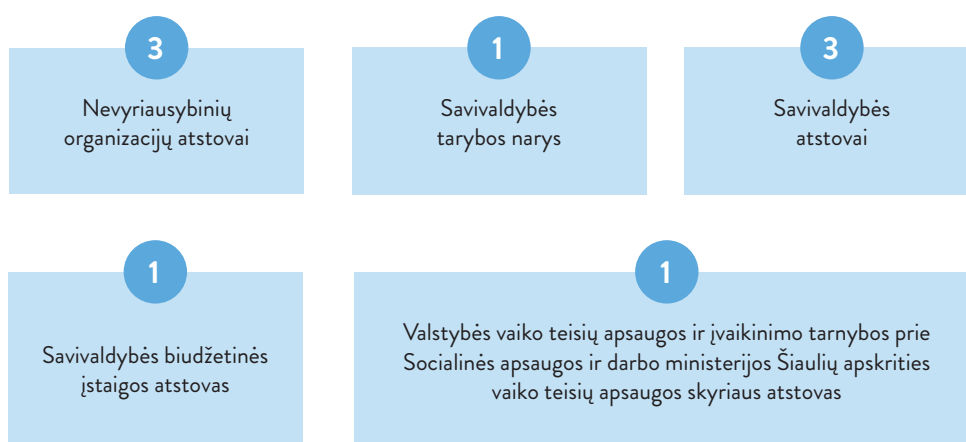 3
Nevyriausybinių
organizacijų atstovai
1
Savivaldybės
tarybos narys
3
Savivaldybės
atstovai
1
Savivaldybės biudžetinės
įstaigos atstovas
1
Valstybės vaiko teisių apsaugos ir įvaikinimo tarnybos prie
Socialinės apsaugos ir darbo ministerijos Šiaulių apskrities
vaiko teisių apsaugos skyriaus atstovas